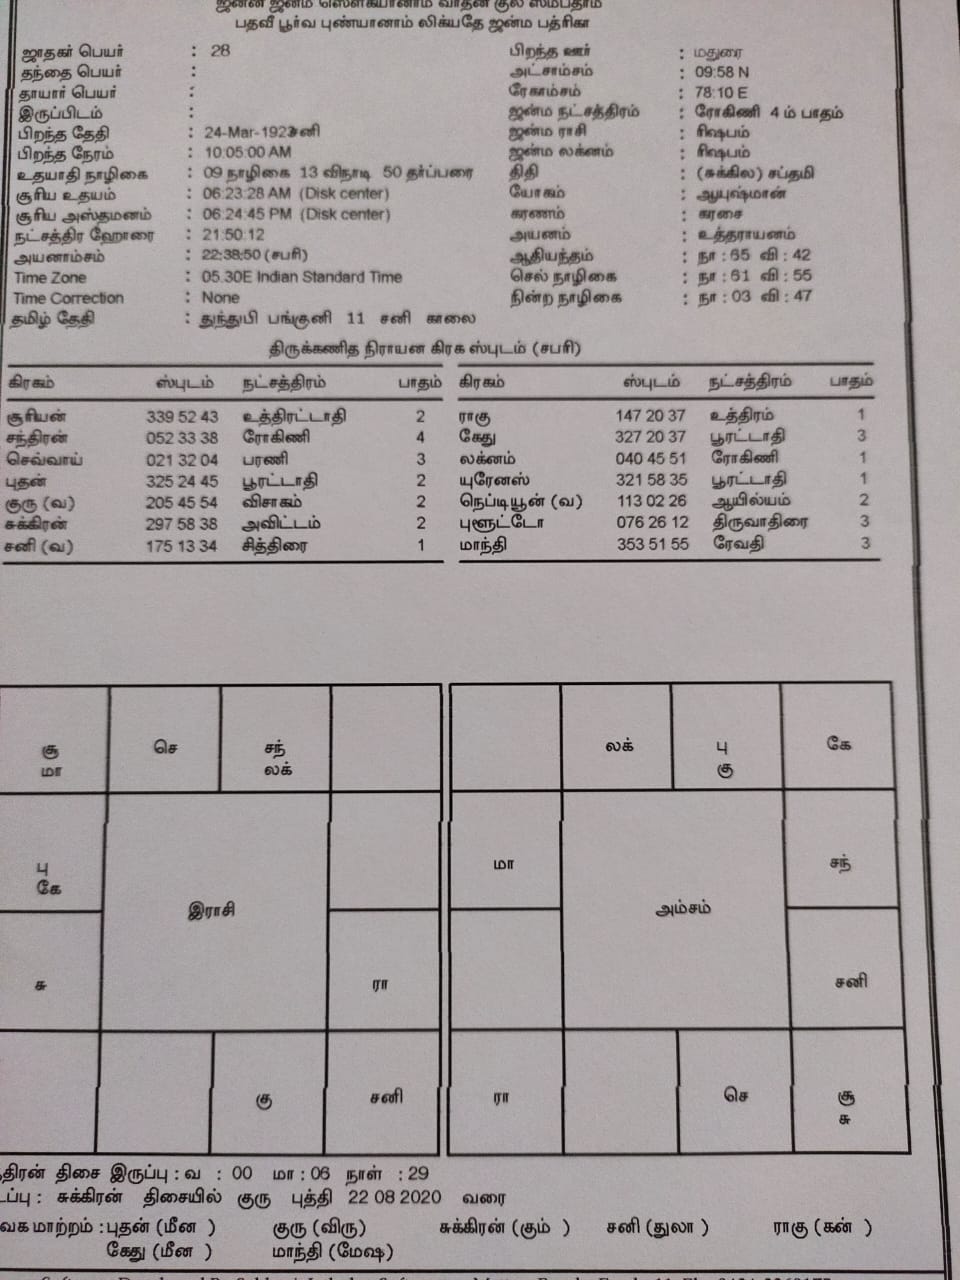 ஜனன ஜனம
பதவீ பூர்வ புண்யானாம் லிக்யதே ஜன்ம பத்ரிகா
ஜாதகர் பெயர் : 28 பிறந்த ஊர் : மதுரை
தந்தை பெயர் : அட்சாம்சம் : 09:58 N
தாயார் பெயர் : ரேகாம்சம் : 78:10 E
இருப்பிடம் : ஜன்ம நட்சத்திரம் : ரோகிணி 4 ம் பாதம்
பிறந்த தேதி : 24-Mar-1923சனி ஜன்ம ராசி : ரிஷபம்
பிறந்த நேரம் : 10:05:00 AM ஜன்ம லக்னம் : ரிஷபம்
உதயாதி நாழிகை : 09 நாழிகை 13 விநாடி 50 தர்ப்பரை திதி : (சுக்கில) சப்தமி
சூரிய உதயம் : 06:23:28 AM (Disk center) யோகம் : ஆயுஷ்மான்
சூரிய அஸ்தமனம் : 06:24:45 PM (Disk center) கரணம் : கரசை
நட்சத்திர ஹோரை : 21:50:12 அயனம் : உத்தராயனம்
அயனாம்சம் : 22:38:50 (சபரி) ஆதியந்தம் : நா : 65 வி : 42
Time Zone : 05.30E Indian Standard Time செல் நாழிகை : நா : 61 வி : 55
Time Correction : None நின்ற நாழிகை : நா : 03 வி : 47
தமிழ் தேதி : துந்துபி பங்குனி 11 சனி காலை
திருக்கணித நிராயன கிரக ஸ்புடம் (சபரி)
கிரகம் ஸ்புடம் நட்சத்திரம் பாதம் கிரகம் ஸ்புடம் நட்சத்திரம் பாதம்
சூரியன் 339 52 43 உத்திரட்டாதி 2 ராகு 147 20 37 உத்திரம் 1
சந்திரன் 052 33 38 ரோகிணி 4 கேது 327 20 37 பூரட்டாதி 3
செவ்வாய் 021 32 04 பரணி 3 லக்னம் 040 45 51 ரோகிணி 1
புதன் 325 24 45 பூரட்டாதி 2 யுரேனஸ் 321 58 35 பூரட்டாதி 1
குரு (வ) 205 45 54 விசாகம் 2 நெப்டியூன் (வ) 113 02 26 ஆயில்யம் 2
சுக்கிரன் 297 58 38 அவிட்டம் 2 புளூட்டோ 076 26 12 திருவாதிரை 3
சனி (வ) 175 13 34 சித்திரை 1 மாந்தி 353 51 55 ரேவதி 3
சூ செ சந் லக் பு கே
மா லக் கு
பு மா சந்
கே
இராசி அம்சம்
சு ரா சனி
கு சனி ரா செ சூ
சு
திரன் திசை இருப்பு : வ : 00 மா : 06 நாள் : 29
டப்பு : சுக்கிரன் திசையில் குரு புத்தி 22 08 2020 வரை
வக மாற்றம் : புதன் (மீன ) குரு (விரு) சுக்கிரன் (கும் ) சனி (துலா ) ராகு (கன் )
கேது (மீன ) மாந்தி (மேஷ)